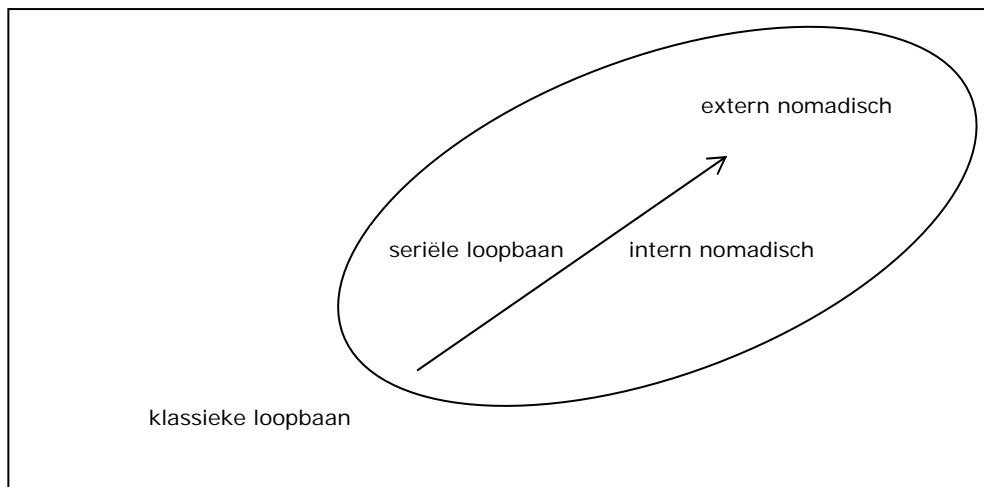 extern nomadisch
seriële loopbaan intern nomadisch
klassieke loopbaan